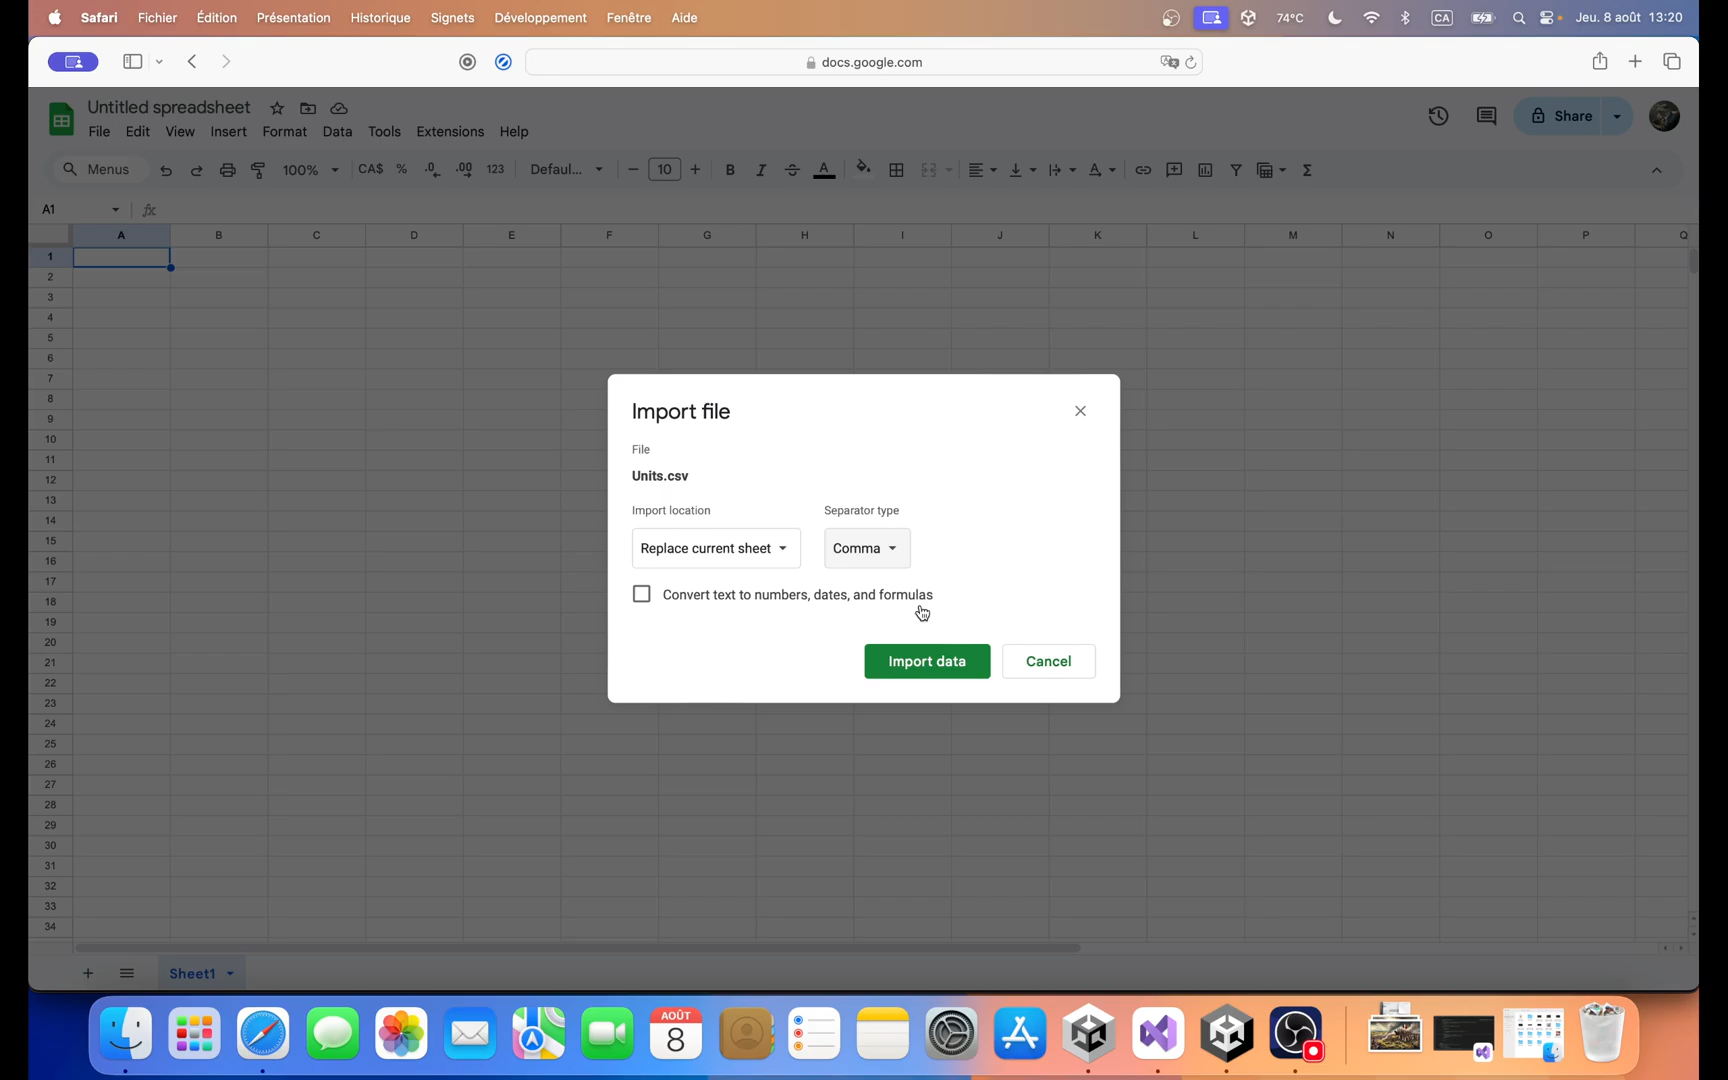 Safari Fichier Édition Présentation Historique Signets Développement Fenêtre Aide 74°C CA Jeu. 8 août 13:20
docs.google.com
Untitled spreadsheet
File Edit View Insert Format Data Tools Extensions Help
Share
Menus 100% CA$ % .0 .00 123 Defaul... 10 B I A Σ
A1 fx
A B C D E F G H I J K L M N O P Q
1
2
3
4
5
6
7
8
9
10
11
12
13
14
15
16
17
18
19
20
21
22
23
24
25
26
27
28
29
30
31
32
33
34
Import file
File
Units.csv
Import location Separator type
Replace current sheet Comma
Convert text to numbers, dates, and formulas
Import data Cancel
Sheet1
AOÛT
8